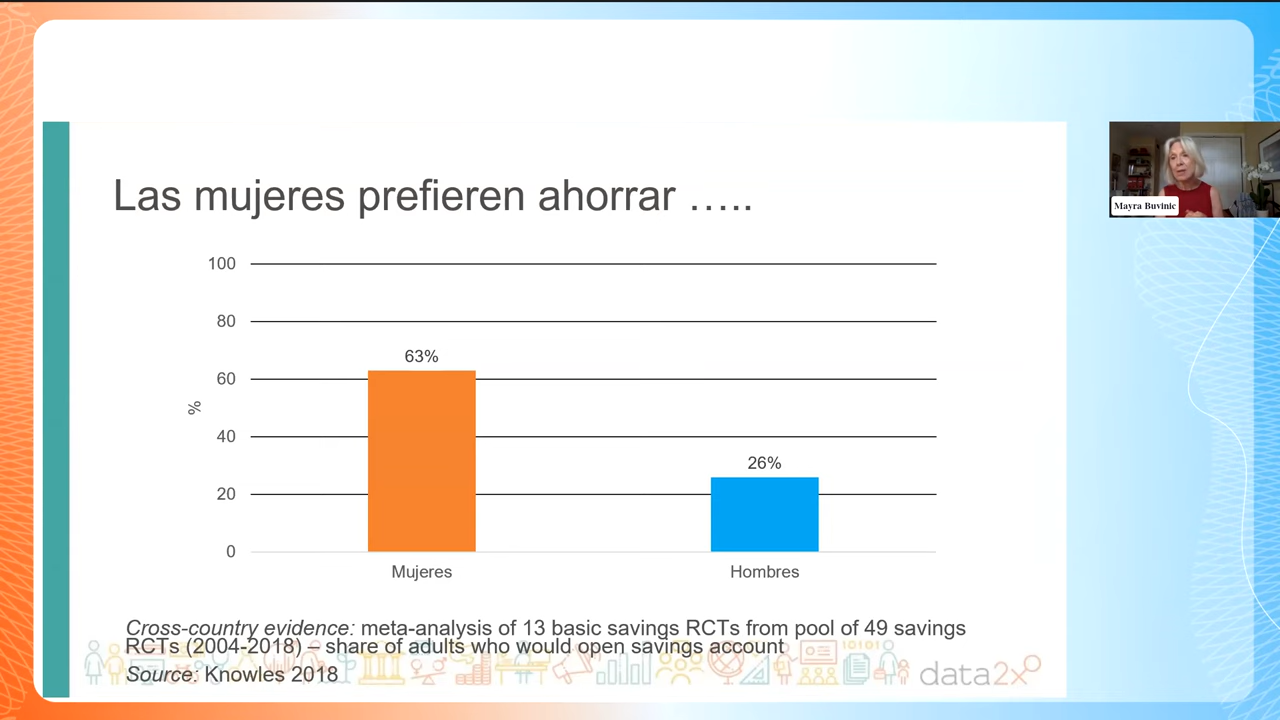 Las mujeres prefieren ahorrar …..
100
80
60
40
20
0
%
63%
26%
Mujeres
Hombres
Cross-country evidence: meta-analysis of 13 basic savings RCTs from pool of 49 savings
RCTs (2004-2018) – share of adults who would open savings account
Source: Knowles 2018
data2x
Mayra Buvinic